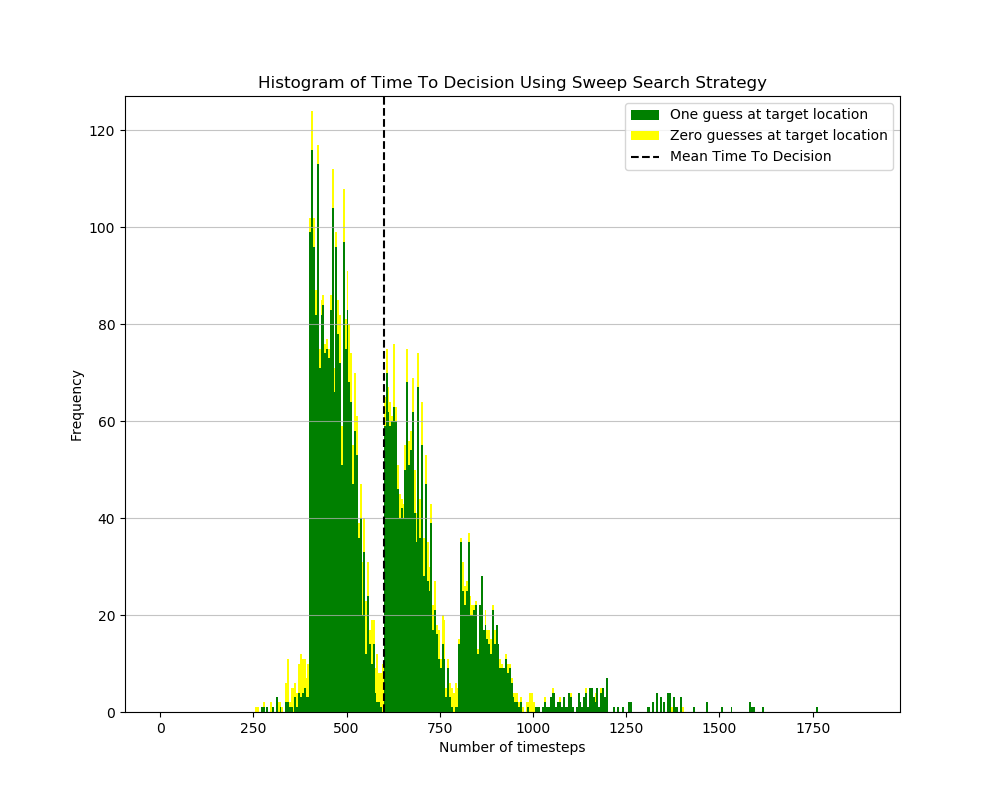 Histogram of Time To Decision Using Sweep Search Strategy
One guess at target location
Zero guesses at target location
Mean Time To Decision
120
100
80
60
40
20
0
Frequency
0 250 500 750 1000 1250 1500 1750
Number of timesteps